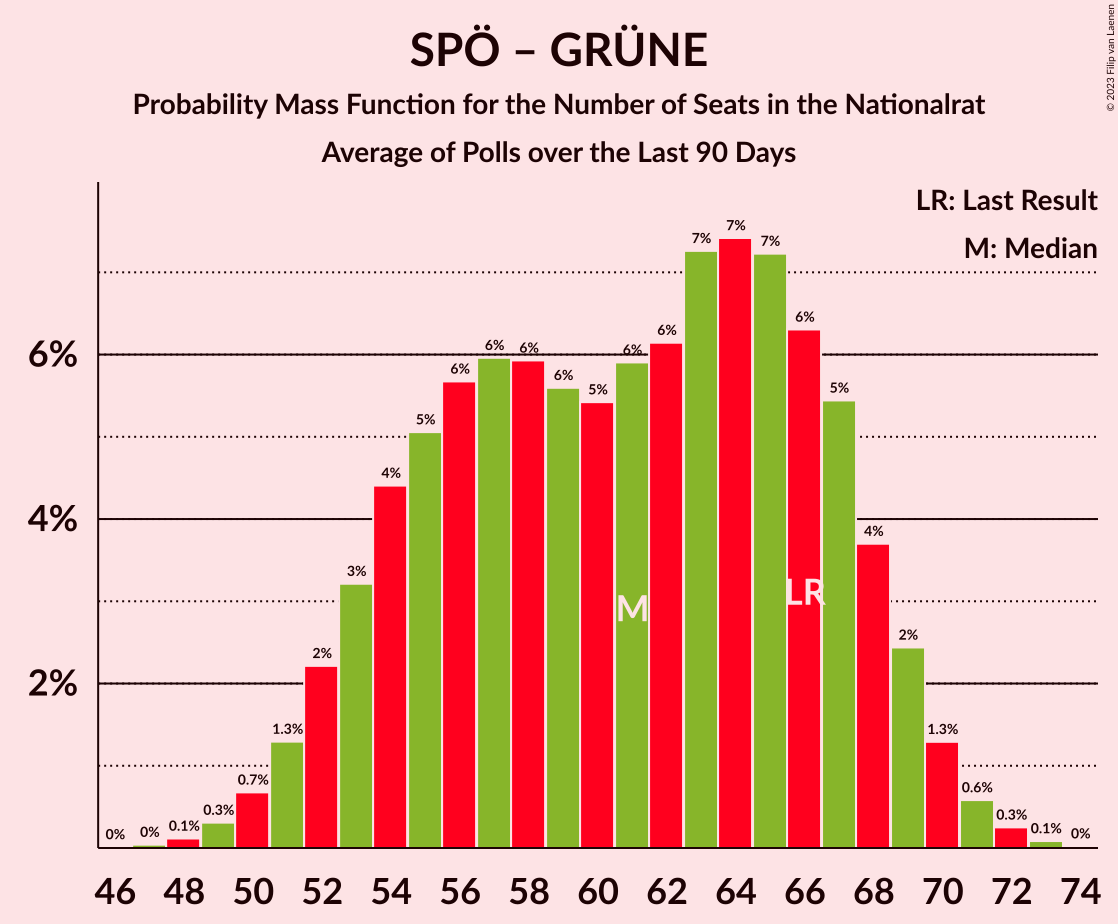 SPÖ – GRÜNE
Probability Mass Function for the Number of Seats in the Nationalrat
Average of Polls over the Last 90 Days
© 2023 Filip van Laenen
LR: Last Result
M: Median
6%
4%
2%
0% 0% 0.1% 0.3% 0.7% 1.3% 2% 3% 4% 5% 6% 6% 6% 6% 5% 6% 6% 7% 7% 7% 6% 5% 4% 2% 1.3% 0.6% 0.3% 0.1% 0%
M LR
46 48 50 52 54 56 58 60 62 64 66 68 70 72 74